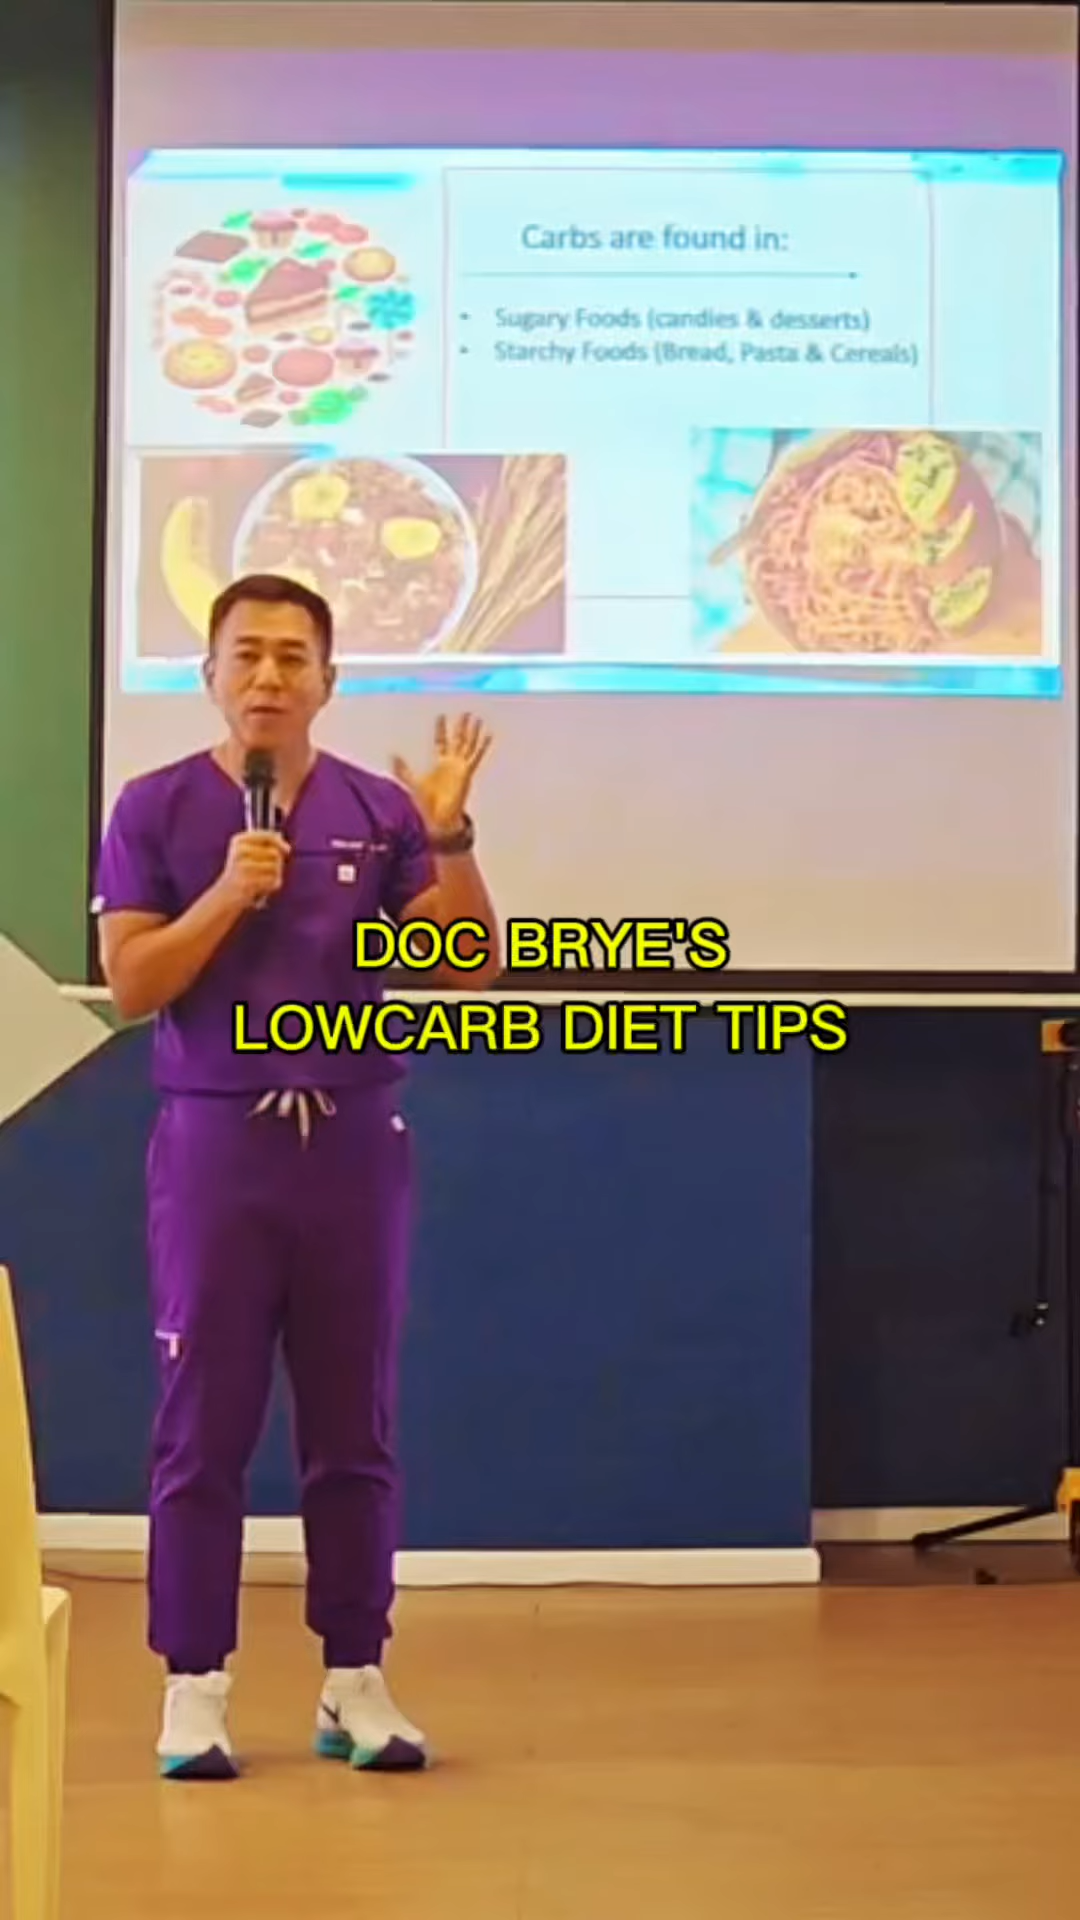 Carbs are found in:
• Sugary Foods (candies & desserts)
• Starchy Foods (Bread, Pasta & Cereals)
DOC BRYE'S
LOWCARB DIET TIPS